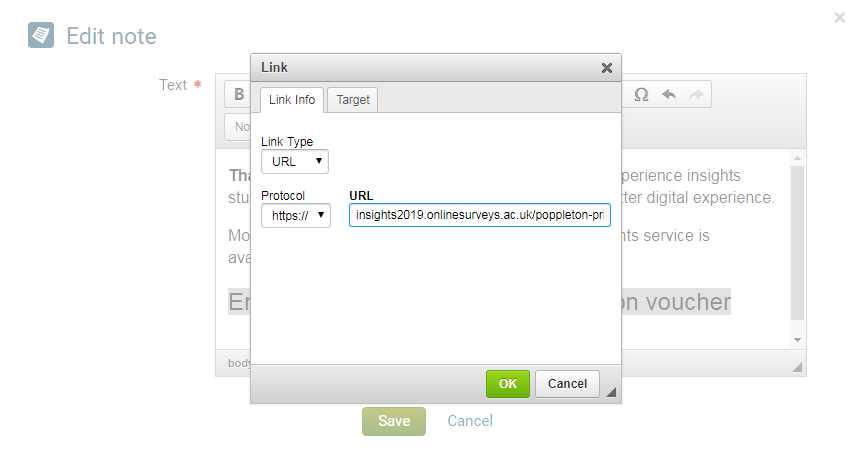 ×
Edit note
Text *
Link
Link Info
Target
Link Type
URL
Protocol
URL
https://
insights2019.onlinesurveys.ac.uk/poppleton-pr
OK
Cancel
B
Ω
No
Tha
perience insights
stu
tter digital experience.
Mo
nts service is
ava
En
on voucher
body
Save
Cancel